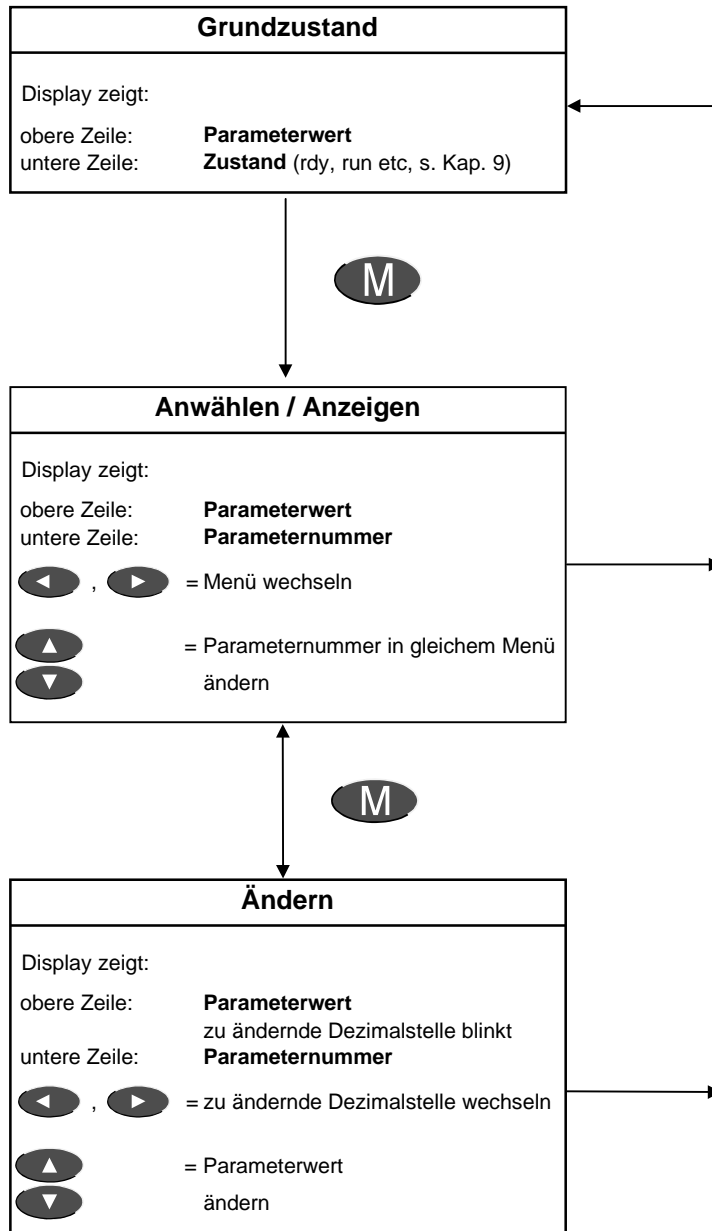 Grundzustand
Display zeigt:
obere Zeile: Parameterwert
untere Zeile: Zustand (rdy, run etc, s. Kap. 9)
M
Anwählen / Anzeigen
Display zeigt:
obere Zeile: Parameterwert
untere Zeile: Parameternummer
, = Menü wechseln
= Parameternummer in gleichem Menü
ändern
M
Ändern
Display zeigt:
obere Zeile: Parameterwert
zu ändernde Dezimalstelle blinkt
untere Zeile: Parameternummer
, = zu ändernde Dezimalstelle wechseln
= Parameterwert
ändern